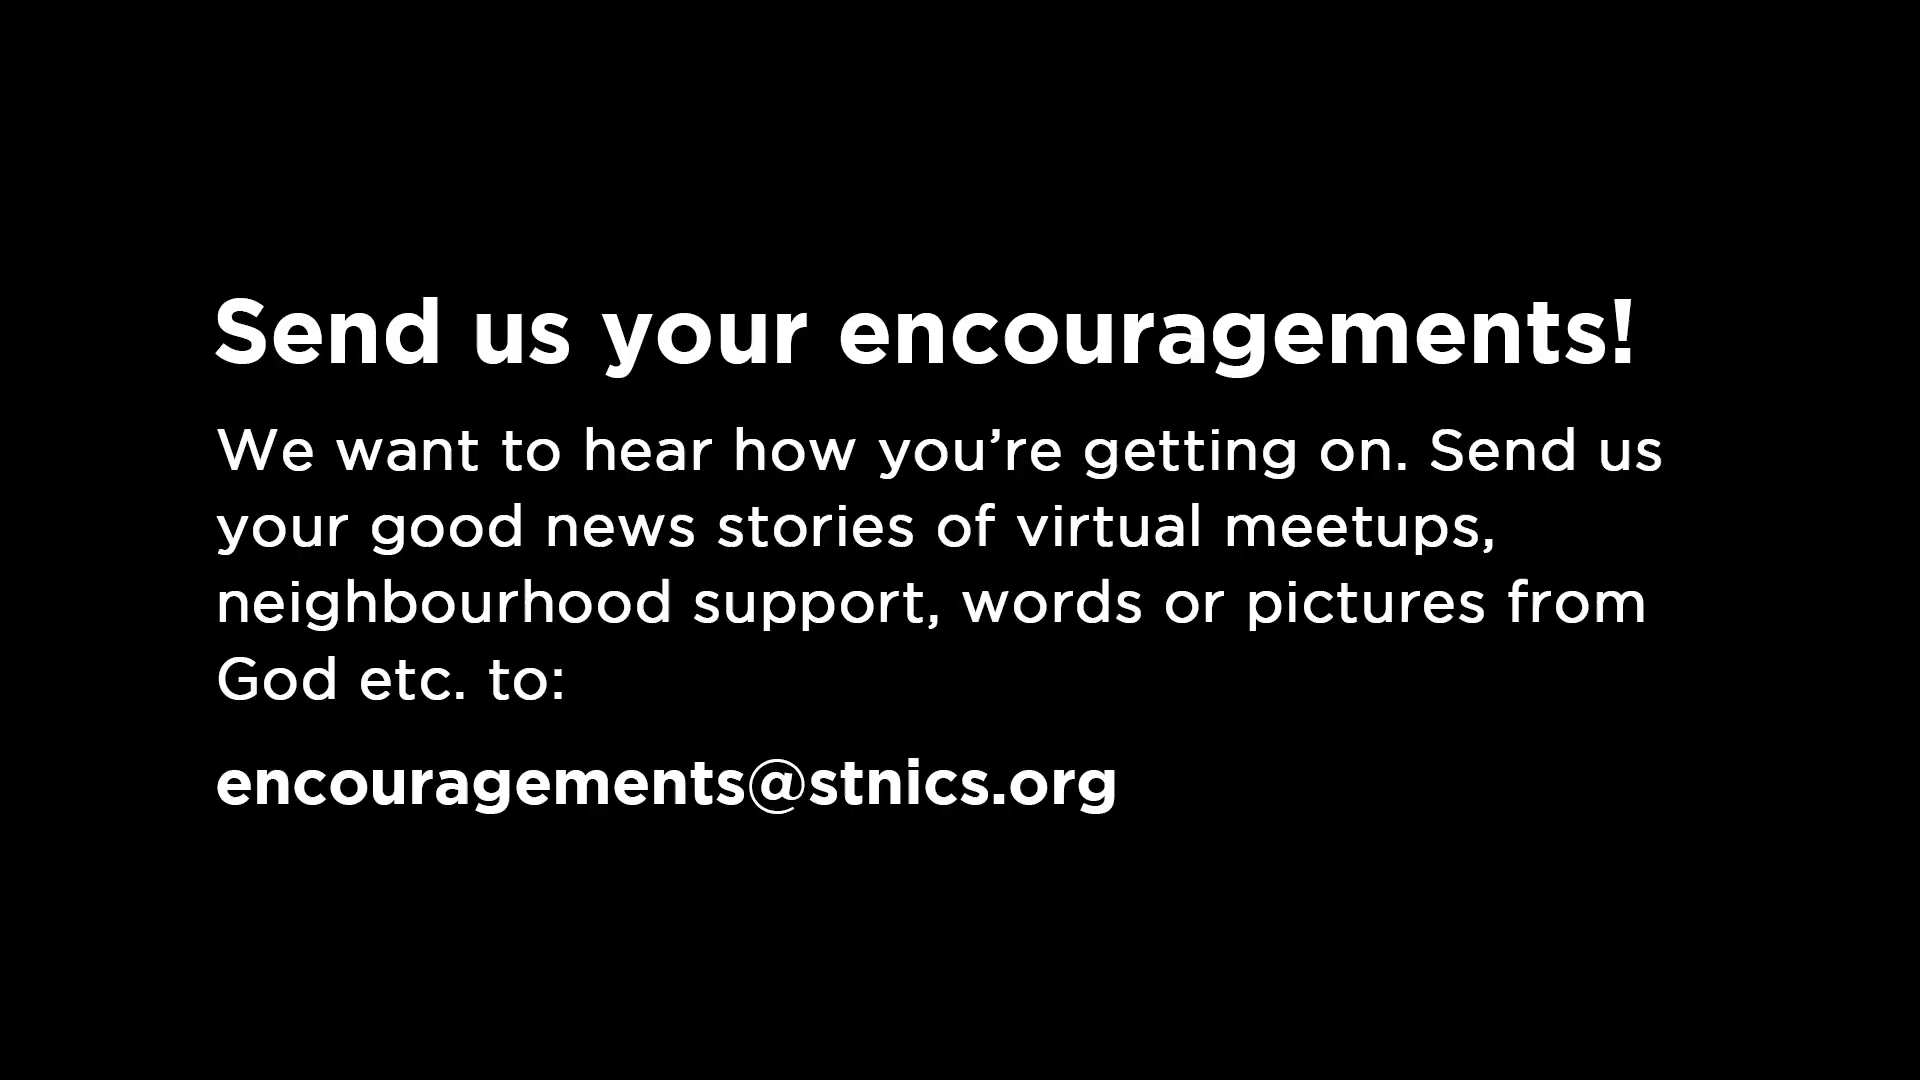 Send us your encouragements!
We want to hear how you’re getting on. Send us
your good news stories of virtual meetups,
neighbourhood support, words or pictures from
God etc. to:
encouragements@stnics.org